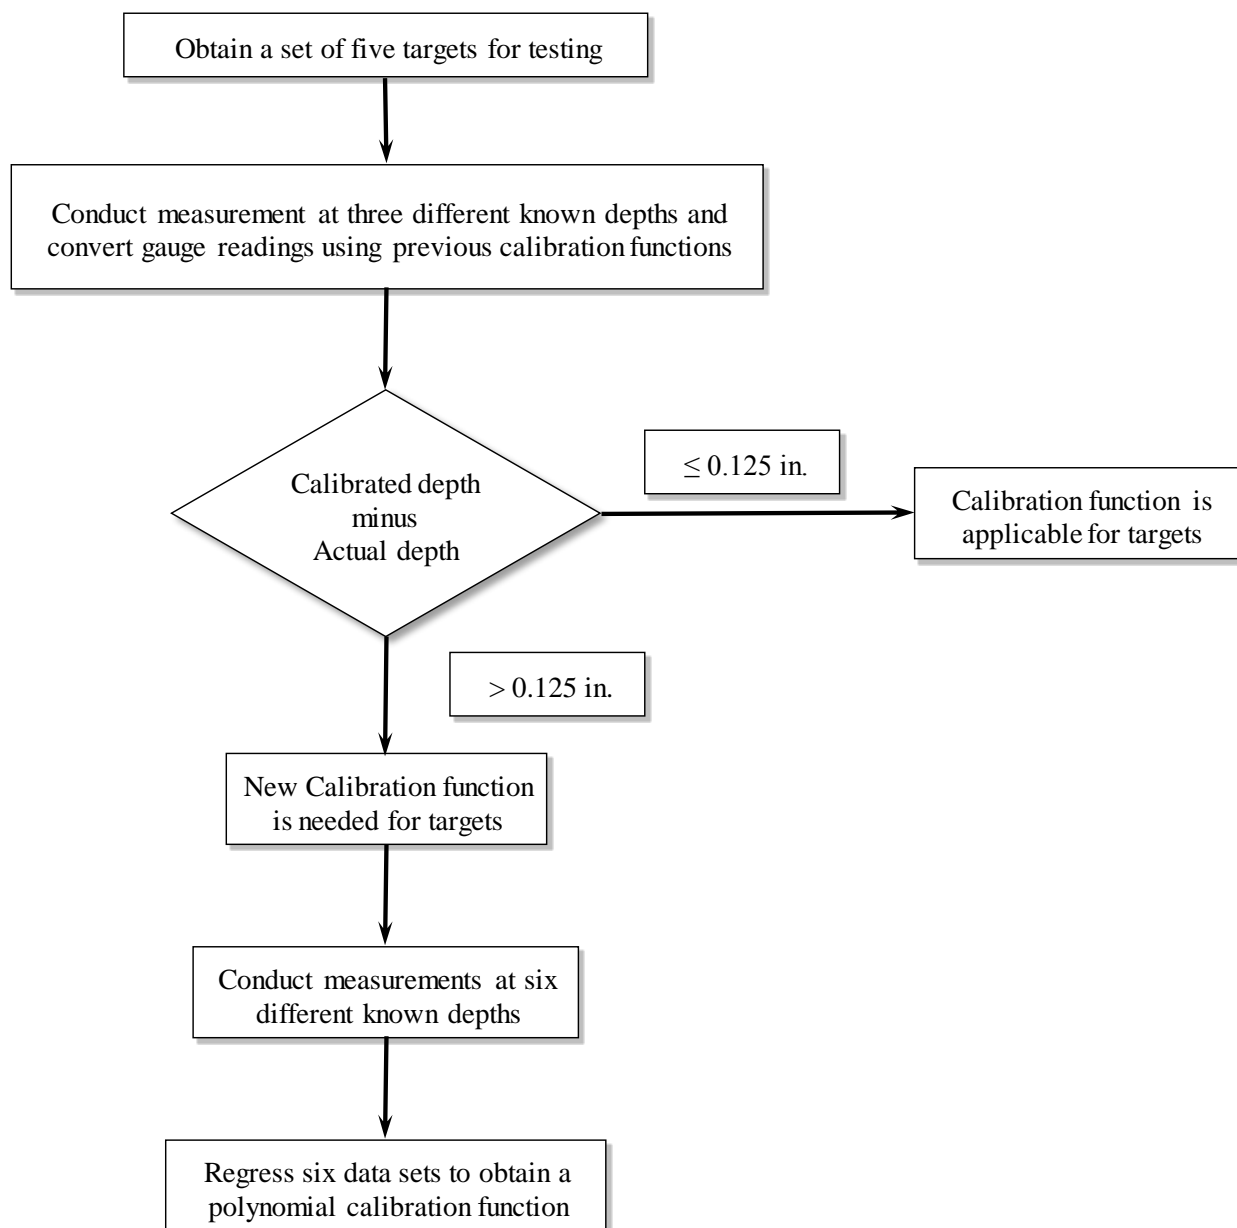 Obtain a set of five targets for testing
Conduct measurement at three different known depths and
convert gauge readings using previous calibration functions
Calibrated depth
minus
Actual depth
≤ 0.125 in.
Calibration function is
applicable for targets
> 0.125 in.
New Calibration function
is needed for targets
Conduct measurements at six
different known depths
Regress six data sets to obtain a
polynomial calibration function